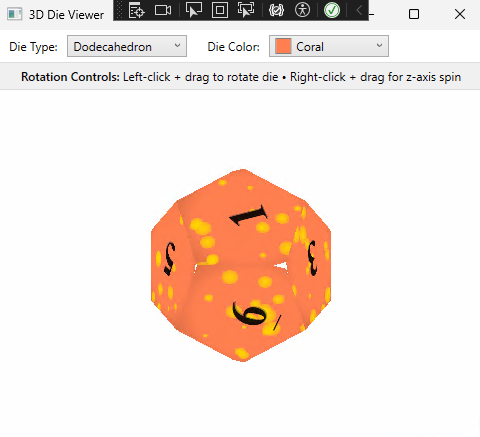 3D Die Viewer
Die Type: Dodecahedron Die Color: Coral
Rotation Controls: Left-click + drag to rotate die • Right-click + drag for z-axis spin
1
5 3
9